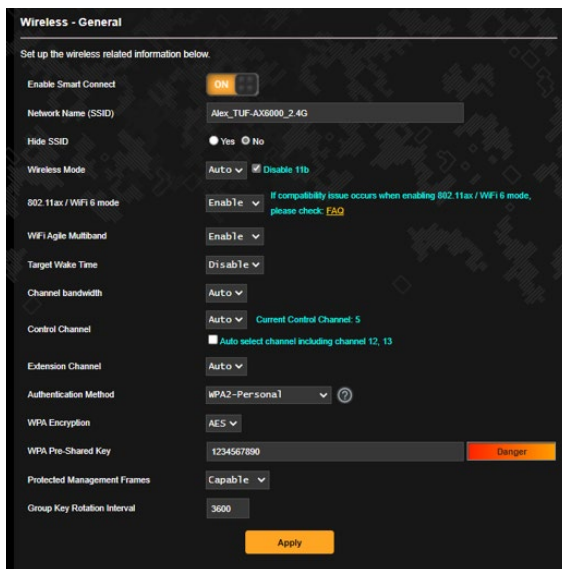 Wireless - General
Set up the wireless related information below.
Enable Smart Connect ON
Network Name (SSID) Alex_TUF-AX6000_2.4G
Hide SSID Yes No
Wireless Mode Auto Disable 11b
802.11ax / WiFi 6 mode Enable If compatibility issue occurs when enabling 802.11ax / WiFi 6 mode,
please check: FAQ
WiFi Agile Multiband Enable
Target Wake Time Disable
Channel bandwidth Auto
Control Channel Auto Current Control Channel: 5
Auto select channel including channel 12, 13
Extension Channel Auto
Authentication Method WPA2-Personal ?
WPA Encryption AES
WPA Pre-Shared Key 1234567890 Danger
Protected Management Frames Capable
Group Key Rotation Interval 3600
Apply